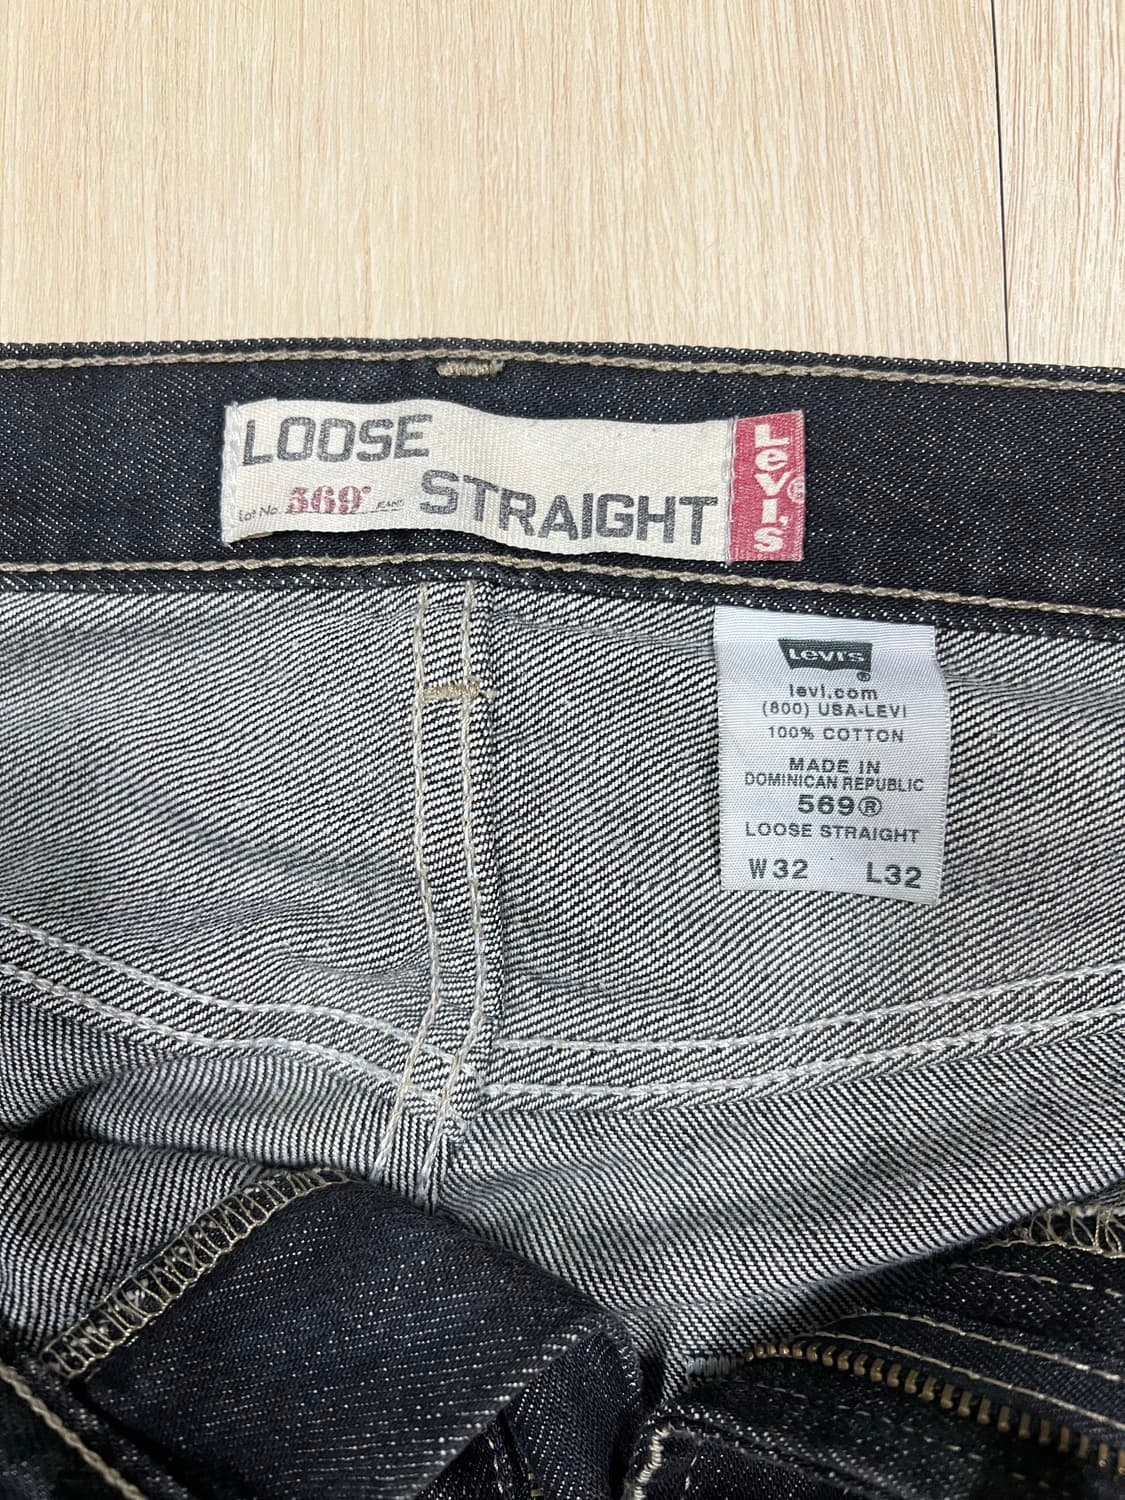 LOOSE
Lot No. 569® JEANS STRAIGHT
LEVI'S®
LEVI'S®
levi.com
(800) USA-LEVI
100% COTTON
MADE IN
DOMINICAN REPUBLIC
569®
LOOSE STRAIGHT
W32 L32